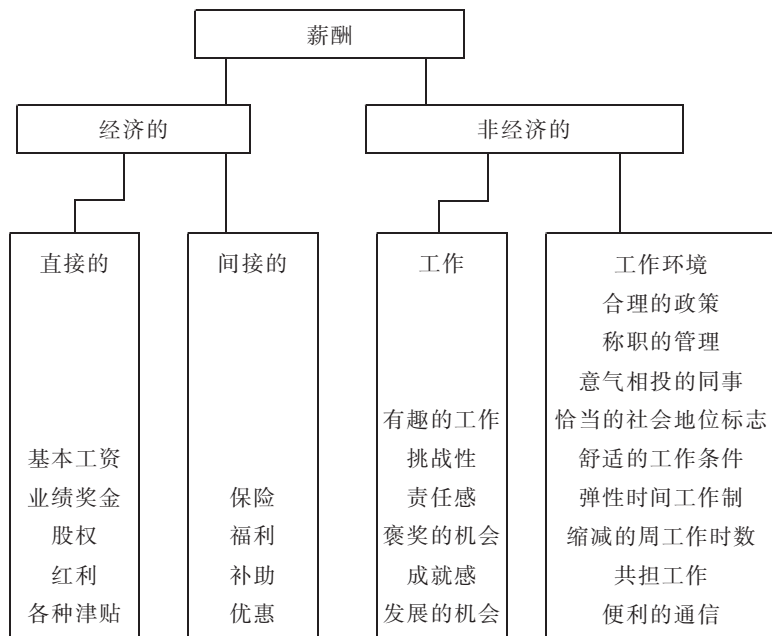 薪酬
经济的
非经济的
直接的
基本工资
业绩奖金
股权
红利
各种津贴
间接的
保险
福利
补助
优惠
工作
有趣的工作
挑战性
责任感
褒奖的机会
成就感
发展的机会
工作环境
合理的政策
称职的管理
意气相投的同事
恰当的社会地位标志
舒适的工作条件
弹性时间工作制
缩减的周工作时数
共担工作
便利的通信